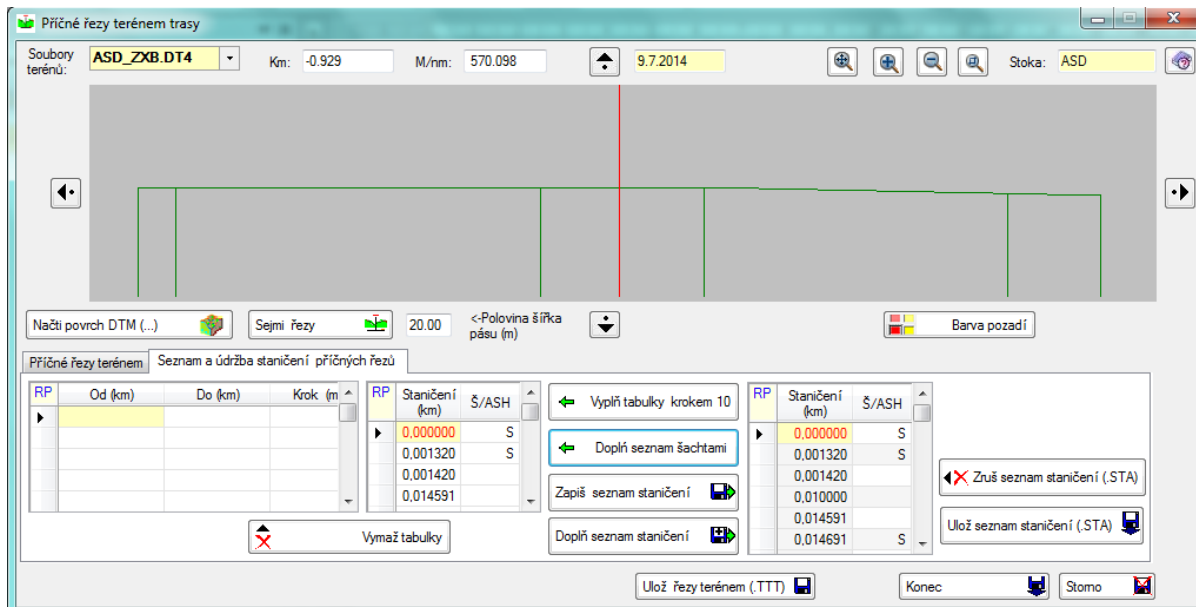 Příčné řezy terénem trasy
Soubory terénů: ASD_ZXB.DT4 Km: -0.929 M/nm: 570.098 9.7.2014 Stoka: ASD
Načti povrch DTM (...) Sejmi řezy 20.00 <-Polovina šířka pásu (m) Barva pozadí
Příčné řezy terénem Seznam a údržba staničení příčných řezů
RP Od (km) Do (km) Krok (m
RP Staničení (km) Š/ASH
0,000000 S
0,001320 S
0,001420
0,014591
Vyplň tabulky krokem 10
Doplň seznam šachtami
Zapiš seznam staničení
Doplň seznam staničení
RP Staničení (km) Š/ASH
0,000000 S
0,001320 S
0,001420
0,010000
0,014591
0,014691 S
Zruš seznam staničení (.STA)
Ulož seznam staničení (.STA)
Vymaž tabulky
Ulož řezy terénem (.TTT) Konec Storno